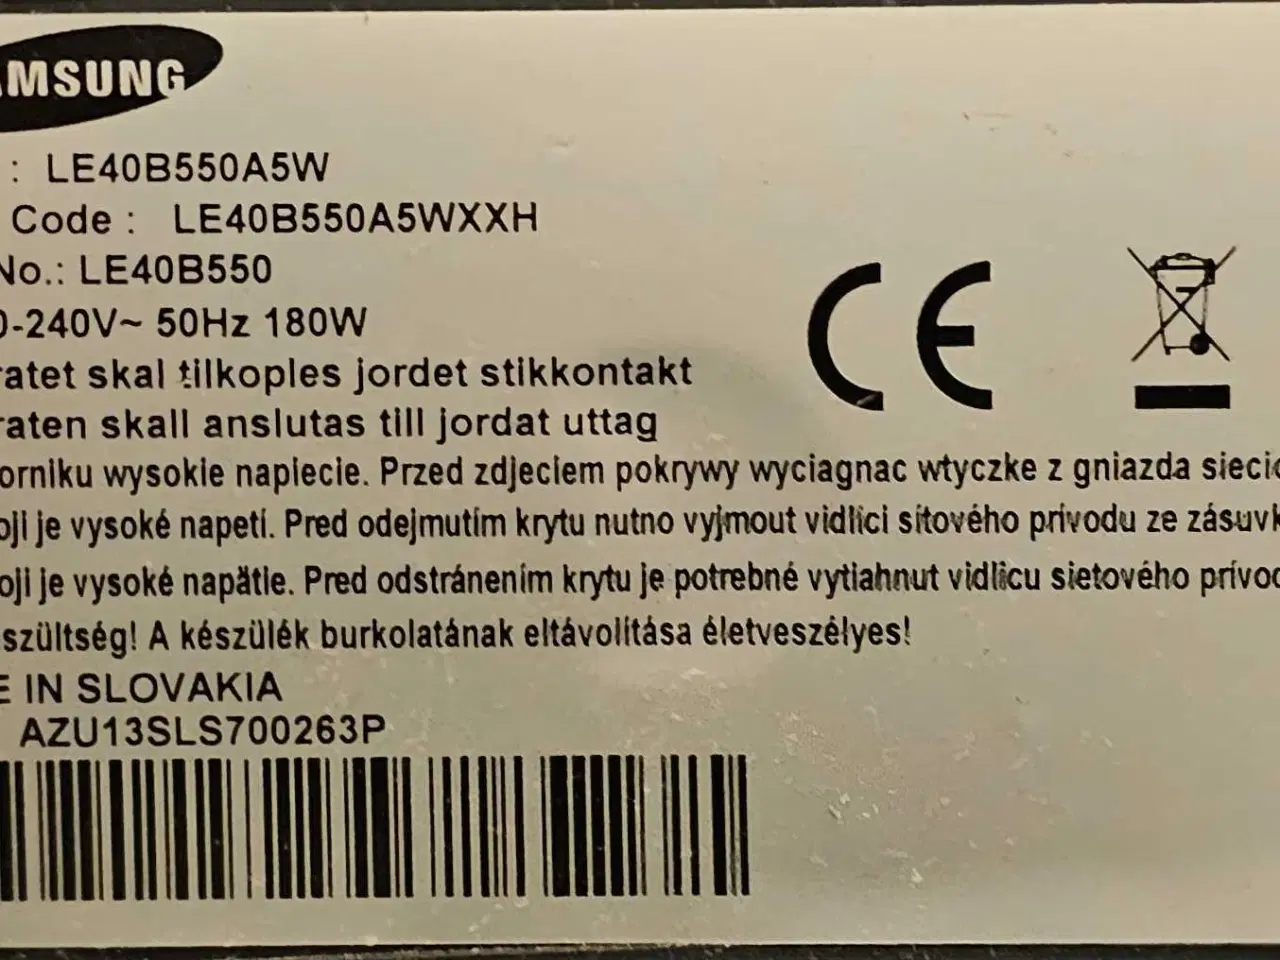 AMSUNG
: LE40B550A5W
Code : LE40B550A5WXXH
No.: LE40B550
0-240V~ 50Hz 180W
ratet skal tilkoples jordet stikkontakt
raten skall anslutas till jordat uttag
orniku wysokie napiecie. Przed zdjeciem pokrywy wyciagnac wtyczke z gniazda siecio
oji je vysoké napetí. Pred odejmutím krytu nutno vyjmout vidlici sítového prívodu ze zásuvk
oji je vysoké napätie. Pred odstránením krytu je potrebné vytiahnut vidlicu sietového prívod
szültség! A készülék burkolatának eltávolítása életveszélyes!
E IN SLOVAKIA
AZU13SLS700263P
CE